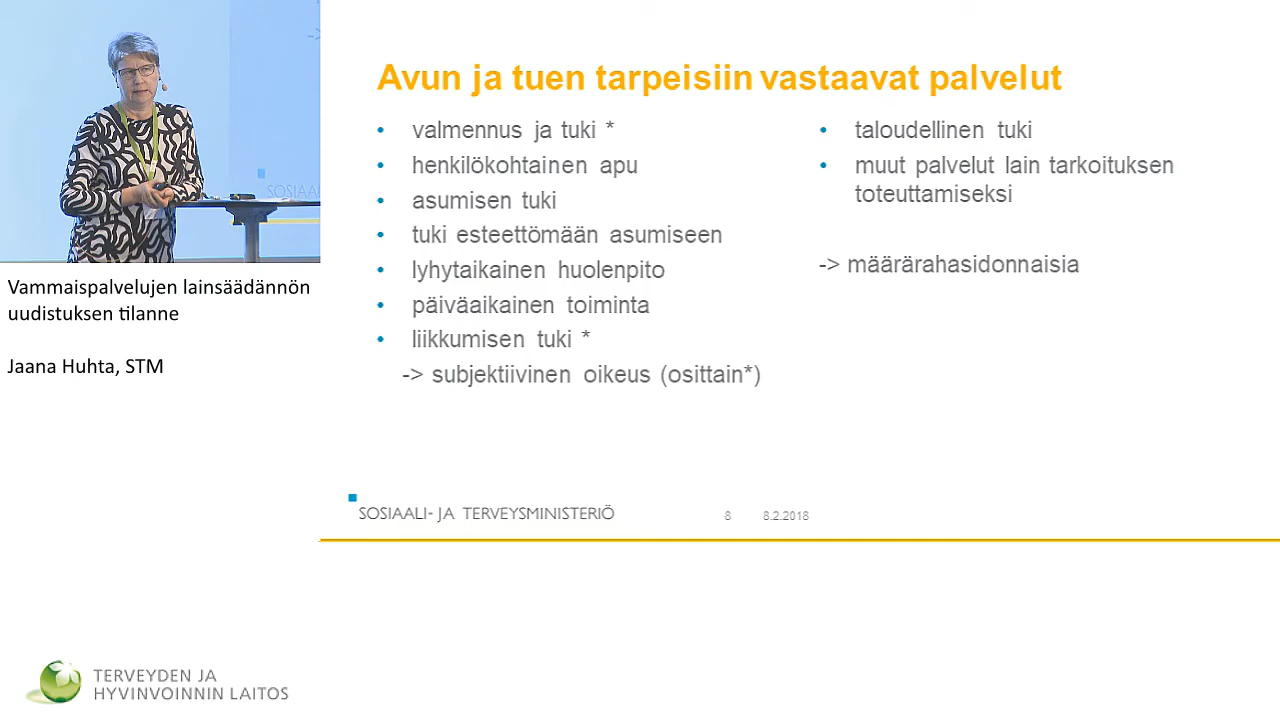 SOSIAAL
Vammaispalvelujen lainsäädännön
uudistuksen tilanne
Jaana Huhta, STM
Avun ja tuen tarpeisiin vastaavat palvelut
• valmennus ja tuki *
• henkilökohtainen apu
• asumisen tuki
• tuki esteettömään asumiseen
• lyhytaikainen huolenpito
• päiväaikainen toiminta
• liikkumisen tuki *
-> subjektiivinen oikeus (osittain*)
• taloudellinen tuki
• muut palvelut lain tarkoituksen
toteuttamiseksi
-> määrärahasidonnaisia
SOSIAALI- JA TERVEYSMINISTERIÖ
8 8.2.2018
TERVEYDEN JA
HYVINVOINNIN LAITOS